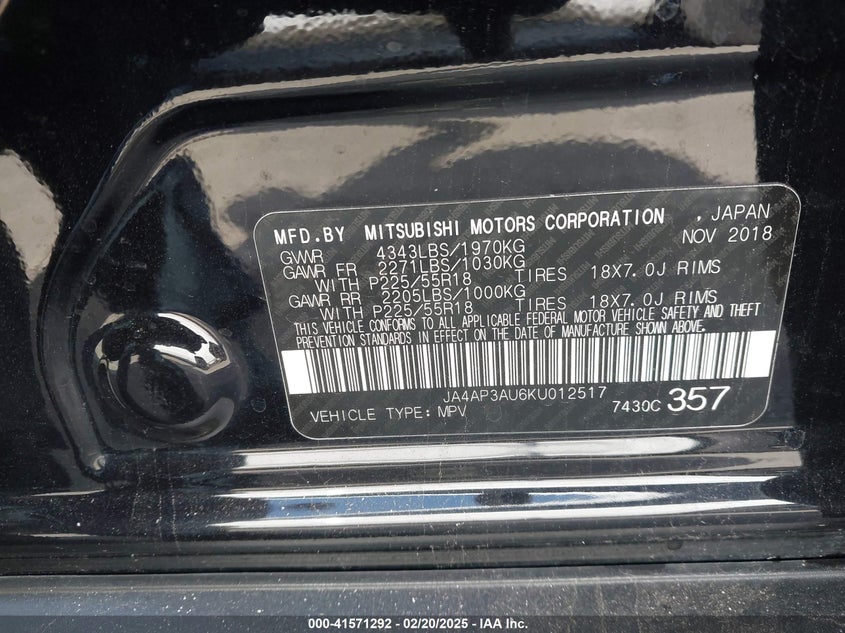 MFD.BY MITSUBISHI MOTORS CORPORATION , JAPAN
GVWR 4343LBS/1970KG NOV 2018
GAWR FR 2271LBS/1030KG
WITH P225/55R18 TIRES 18X7.0J RIMS
GAWR RR 2205LBS/1000KG
WITH P225/55R18 TIRES 18X7.0J RIMS
THIS VEHICLE CONFORMS TO ALL APPLICABLE FEDERAL MOTOR VEHICLE SAFETY AND THEFT
PREVENTION STANDARDS IN EFFECT ON THE DATE OF MANUFACTURE SHOWN ABOVE.
JA4AP3AU6KU012517
VEHICLE TYPE: MPV 7430C 357
000-41571292 - 02/20/2025 - IAA Inc.